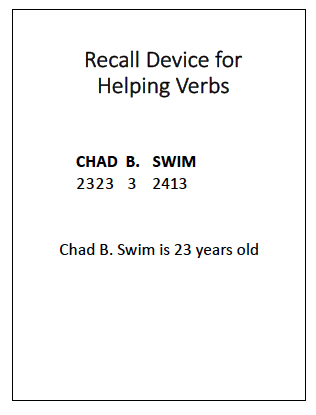 Recall Device for
Helping Verbs
CHAD B. SWIM
2323 3 2413
Chad B. Swim is 23 years old